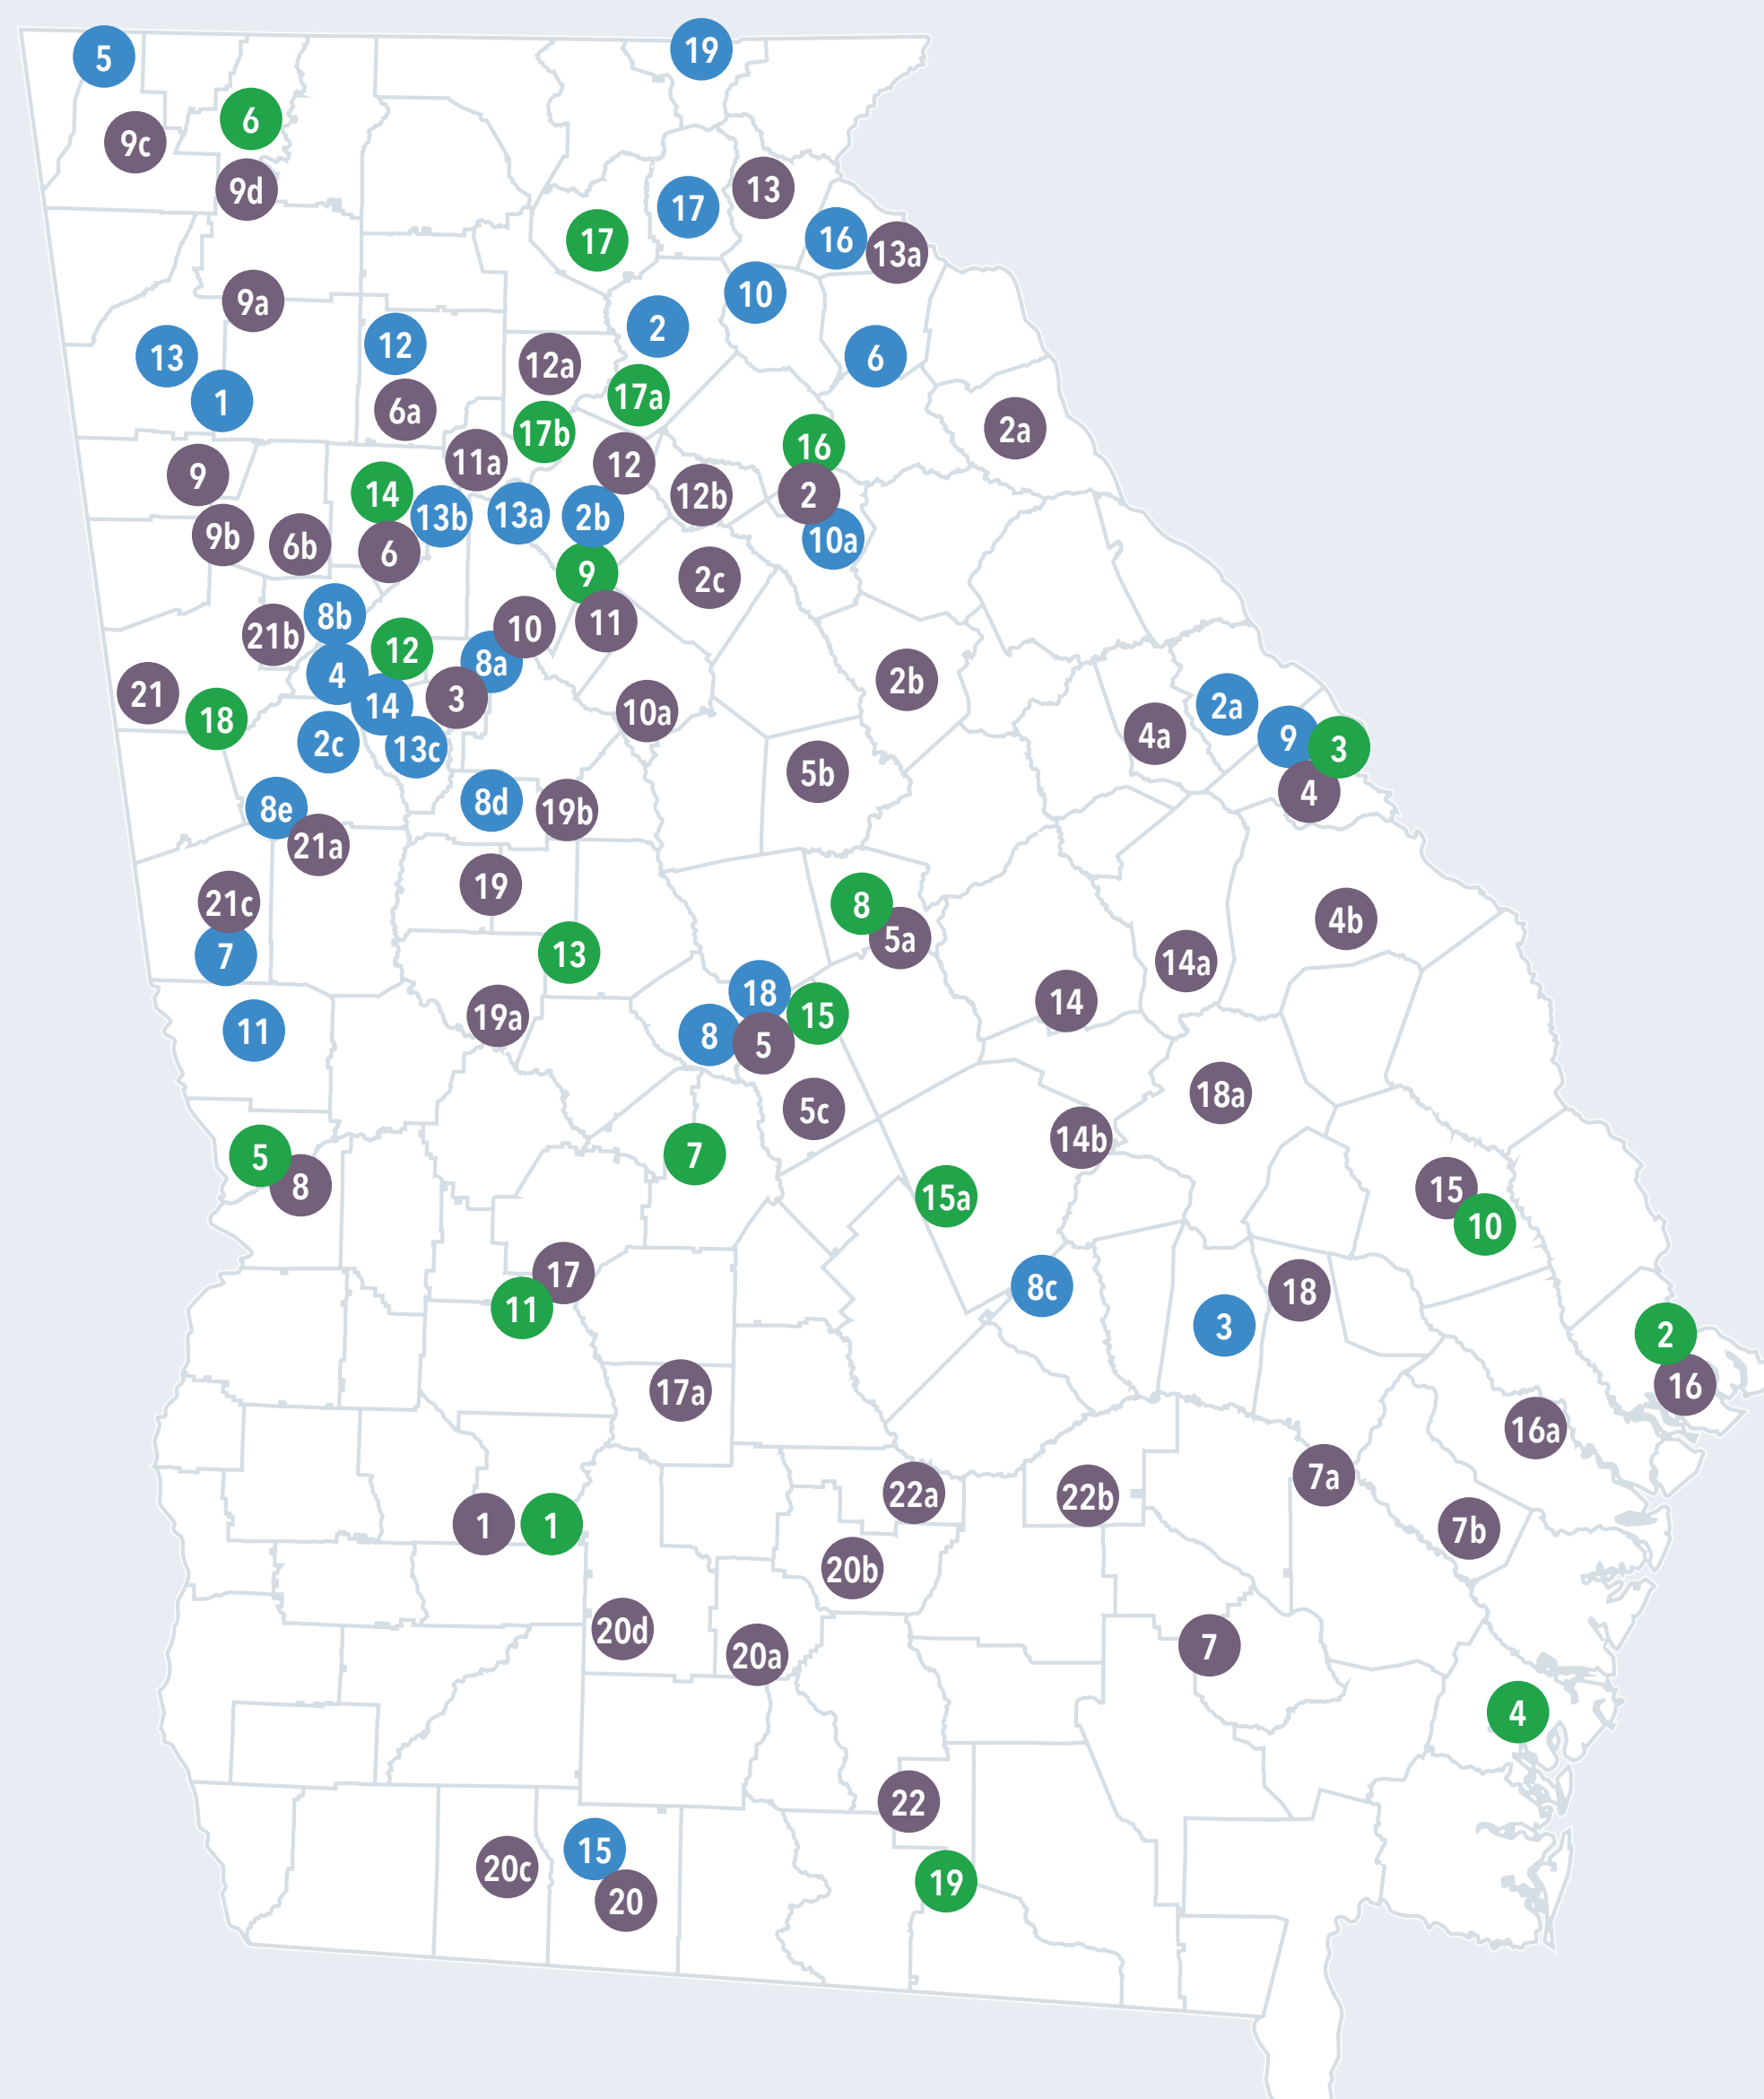 19
5
6
9c
13
9d
17
17
16
13a
10
9a
2
12
13
6
12a
17a
1
6a
2a
17b
16
11a
12
9
14
2
12b
13a
13b
2b
9b
10a
6b
6
9
2c
8b
11
10
21b
12
8a
4
2b
21
3
14
2a
10a
18
4a
9
2c
13c
3
5b
4
8d
8e
19b
21a
19
21c
8
4b
5a
13
7
14a
18
14
15
19a
11
8
5
18a
5c
14b
7
5
8
15
15a
10
17
8c
18
11
3
2
16
17a
16a
7a
22a
22b
1
1
7b
20b
20d
7
20a
4
22
15
20c
19
20